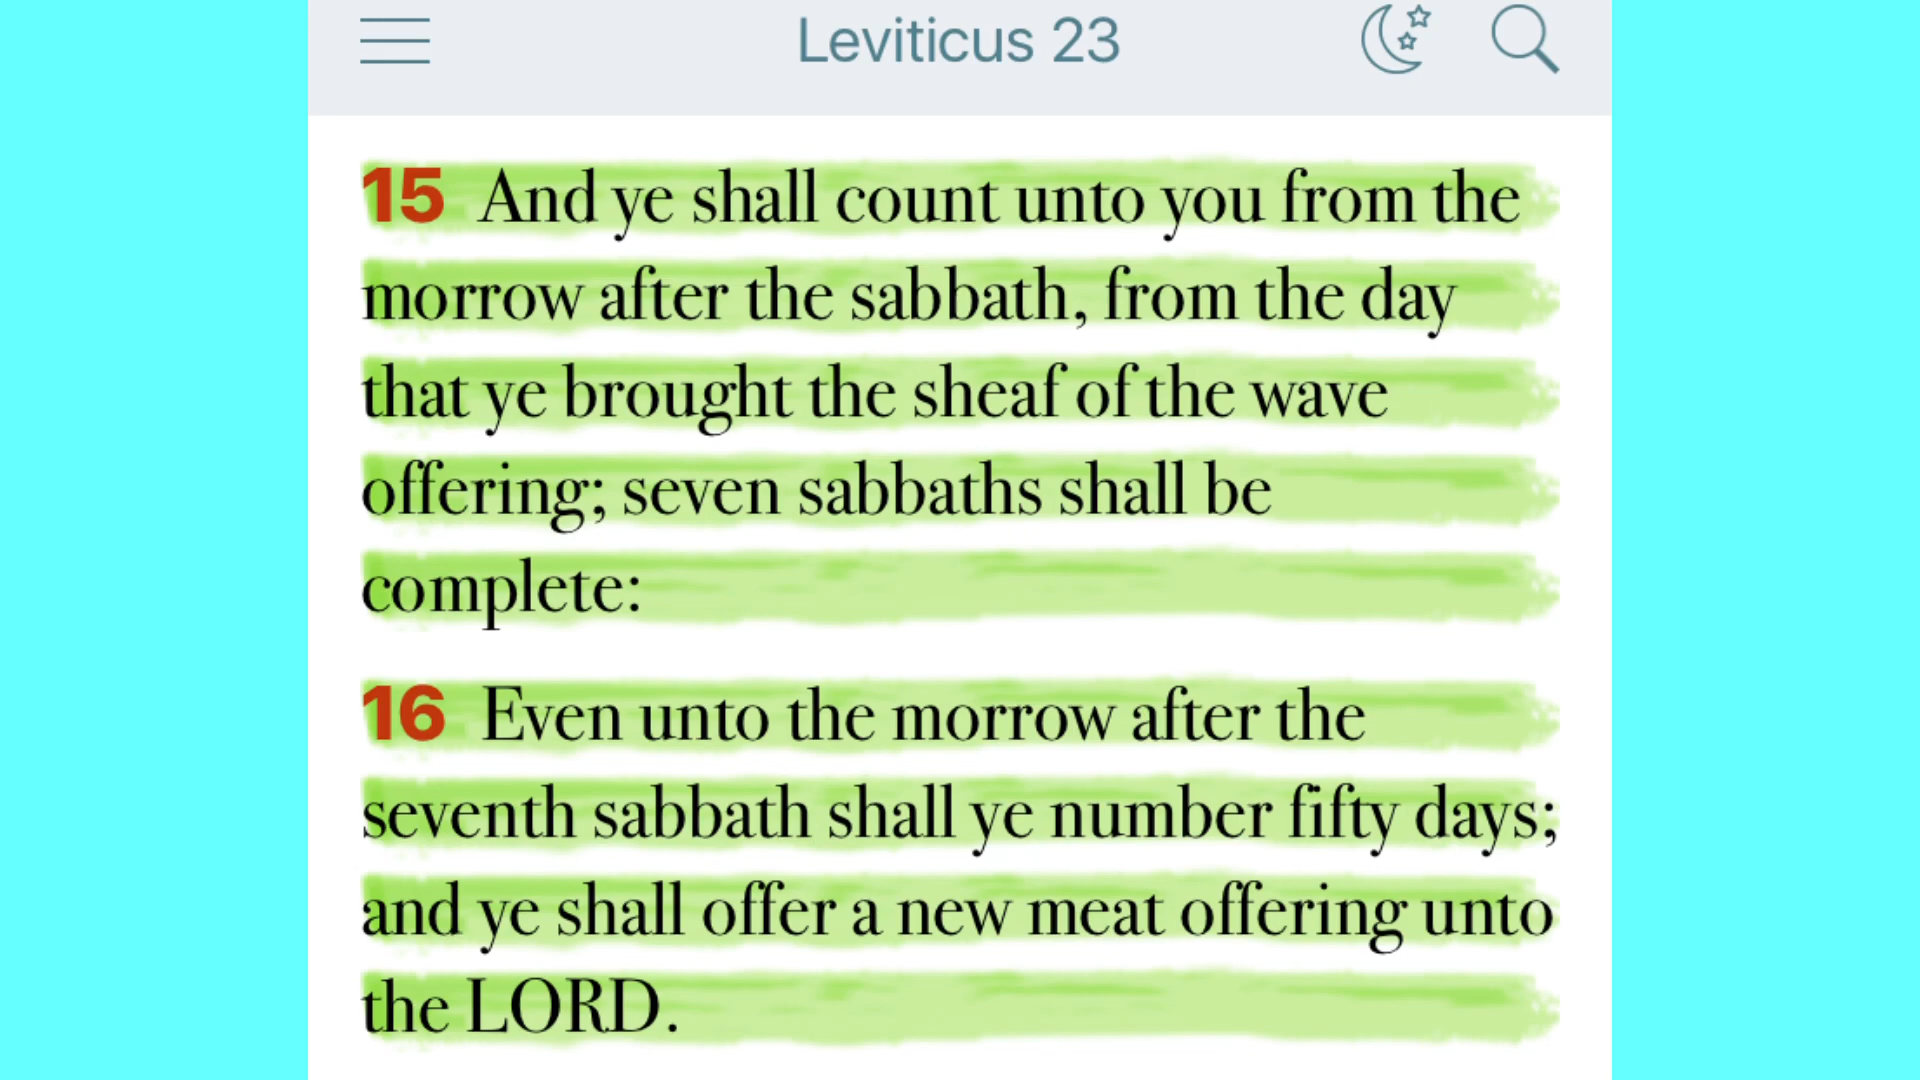 Leviticus 23
15 And ye shall count unto you from the
morrow after the sabbath, from the day
that ye brought the sheaf of the wave
offering; seven sabbaths shall be
complete:
16 Even unto the morrow after the
seventh sabbath shall ye number fifty days;
and ye shall offer a new meat offering unto
the LORD.